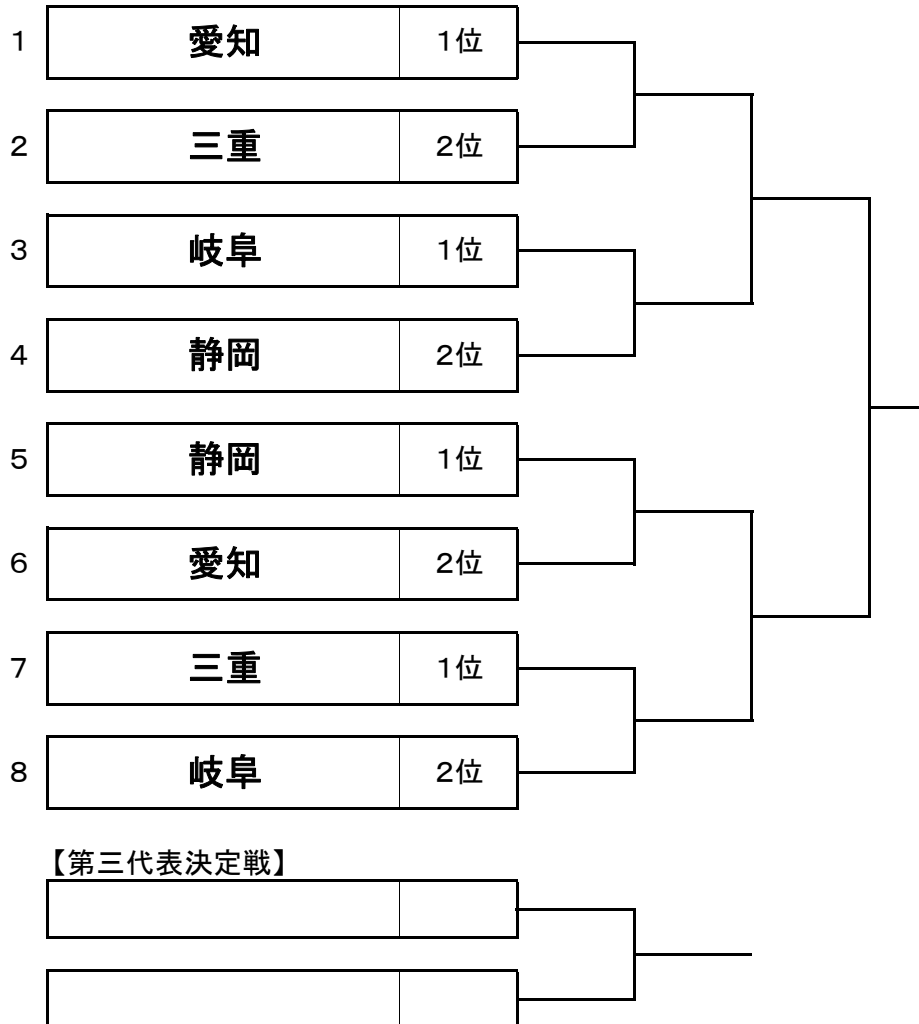 1 愛知 1位
2 三重 2位
3 岐阜 1位
4 静岡 2位
5 静岡 1位
6 愛知 2位
7 三重 1位
8 岐阜 2位
【第三代表決定戦】